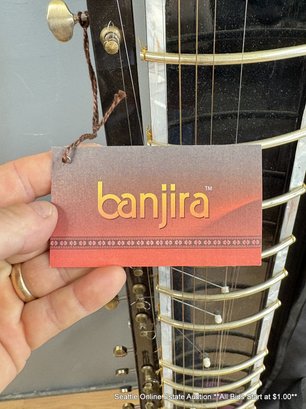 banjira™
Seattle Online Estate Auction **All Bids Start at $1.00**